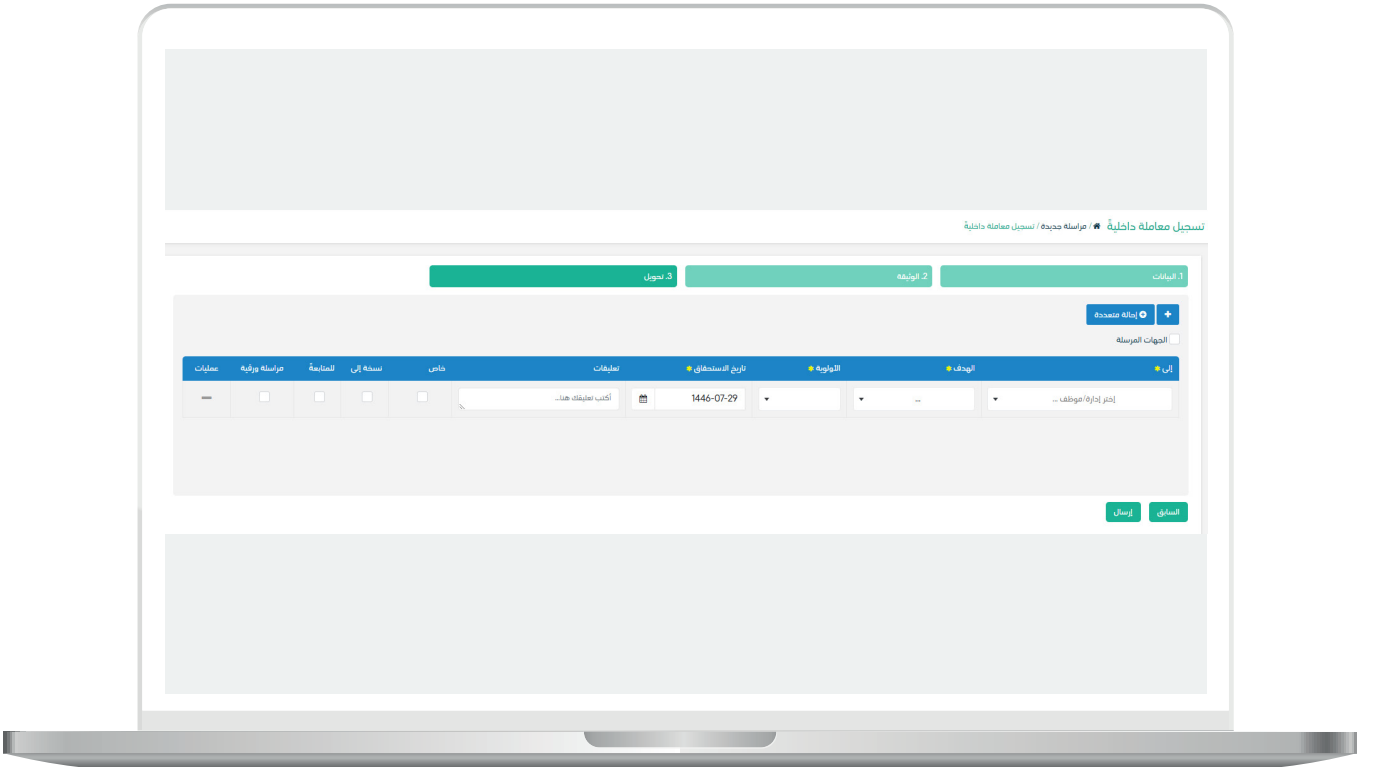 تسجيل معاملة داخليةً / مراسلة جديدة / تسجيل معاملة داخليةً
1. البيانات
2. الوثيقة
3. تحويل
+ إحالة متعددة
الجهات المرسلة
إلى * الهدف * الأولوية * تاريخ الاستحقاق * تعليقات خاص نسخة إلى للمتابعةً مراسلة ورقية عمليات
إختر إدارة/موظف ... ... 1446-07-29 أكتب تعليقك هنا...
السابق إرسال